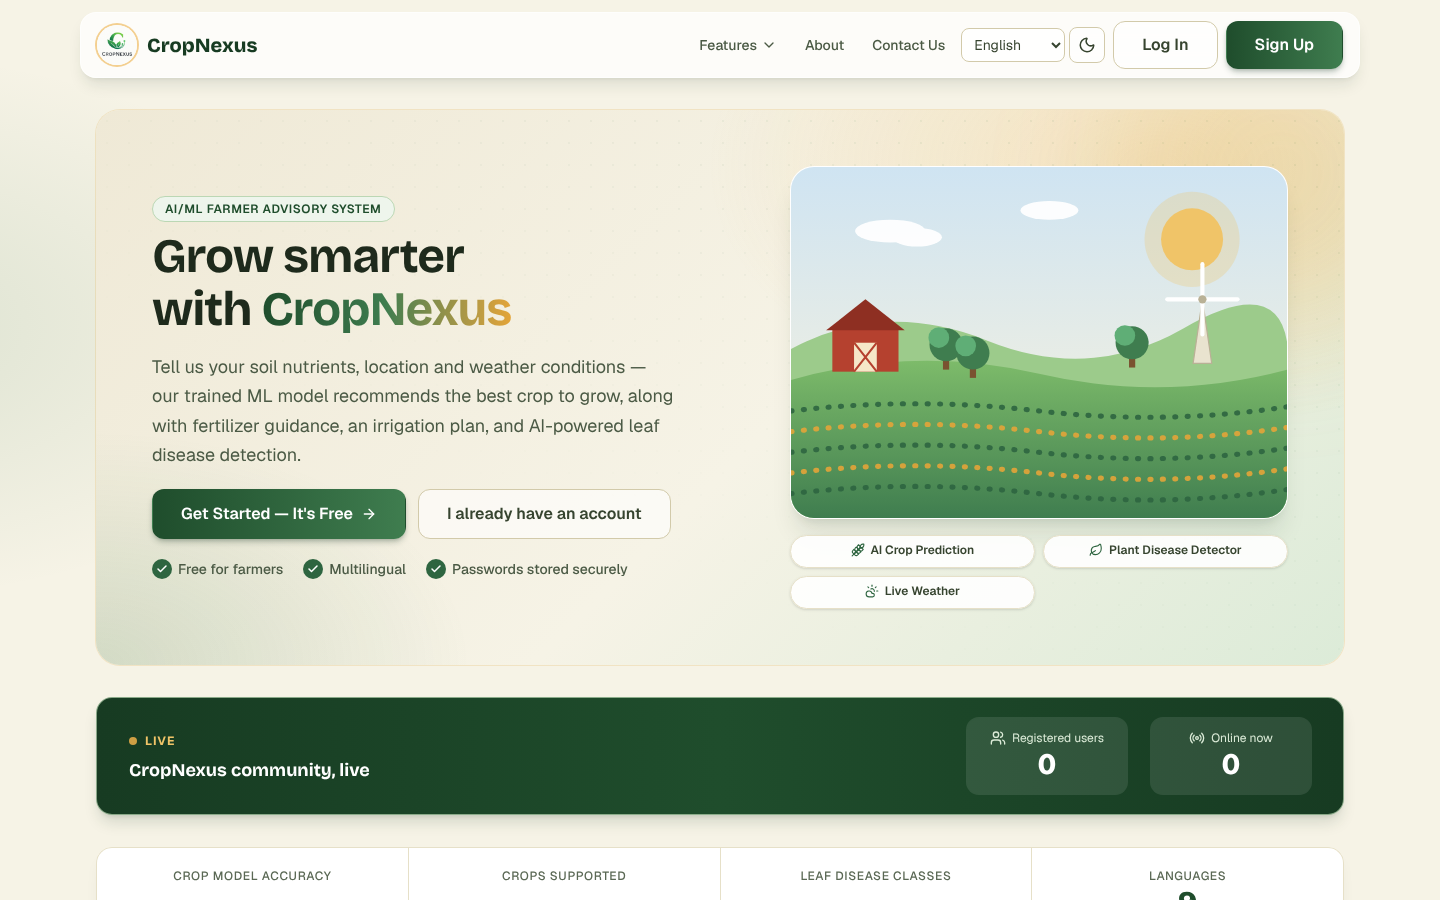 CROPNEXUS
CropNexus
Features
About
Contact Us
English
Log In
Sign Up
AI/ML FARMER ADVISORY SYSTEM
Grow smarter
with CropNexus
Tell us your soil nutrients, location and weather conditions —
our trained ML model recommends the best crop to grow, along
with fertilizer guidance, an irrigation plan, and AI-powered leaf
disease detection.
Get Started — It's Free →
I already have an account
Free for farmers
Multilingual
Passwords stored securely
AI Crop Prediction
Plant Disease Detector
Live Weather
LIVE
CropNexus community, live
Registered users
0
Online now
0
CROP MODEL ACCURACY
CROPS SUPPORTED
LEAF DISEASE CLASSES
LANGUAGES